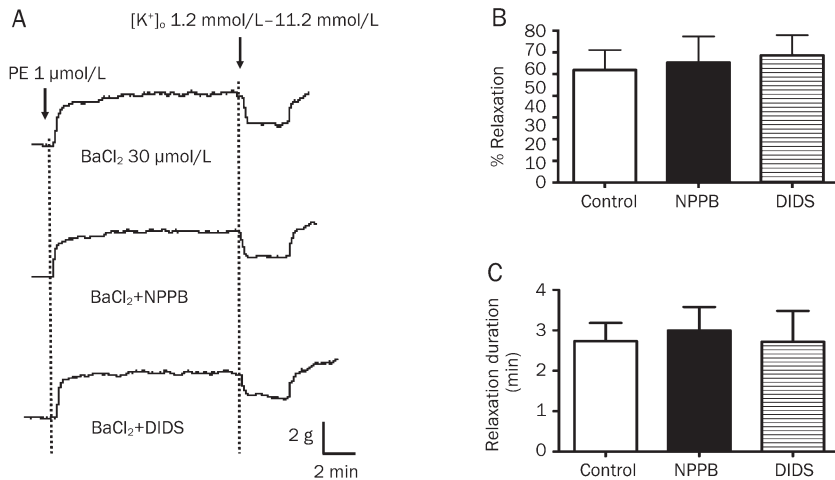 A
[K⁺]ₒ 1.2 mmol/L–11.2 mmol/L
PE 1 μmol/L
BaCl₂ 30 μmol/L
BaCl₂+NPPB
BaCl₂+DIDS
2 g
2 min
B
% Relaxation
80
70
60
50
40
30
20
10
0
Control
NPPB
DIDS
C
Relaxation duration
(min)
4
3
2
1
0
Control
NPPB
DIDS